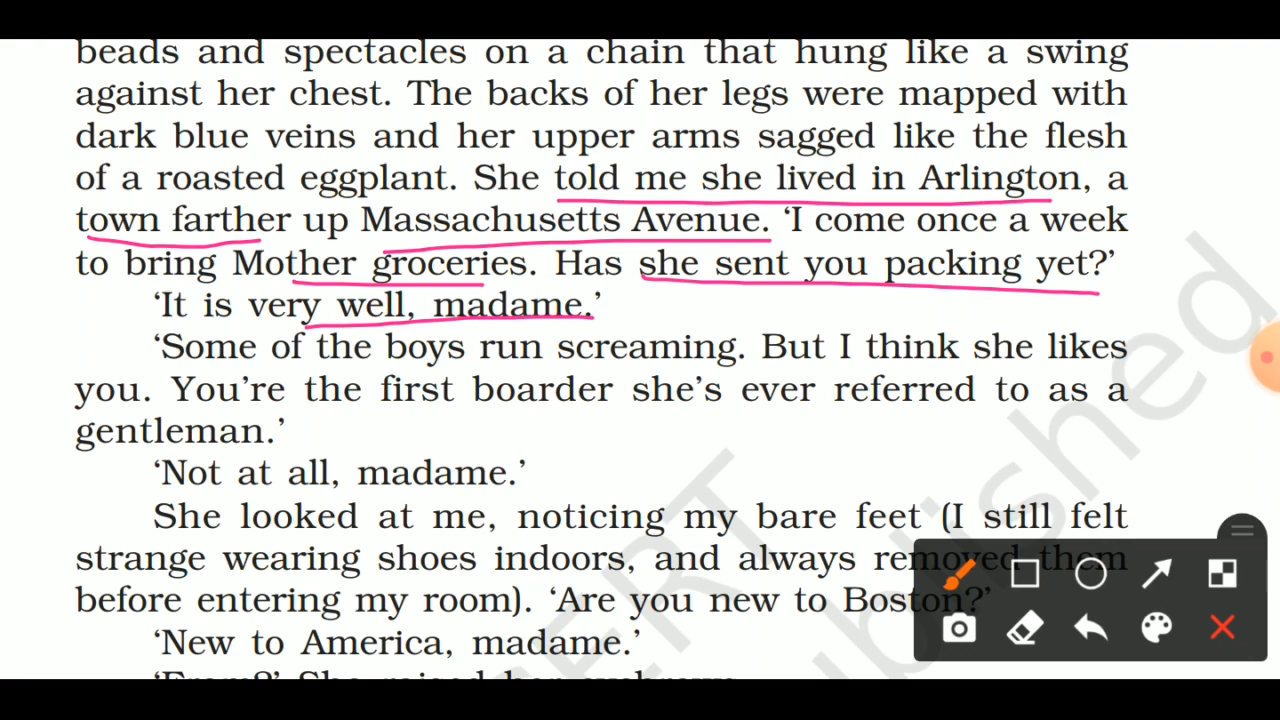 beads and spectacles on a chain that hung like a swing
against her chest. The backs of her legs were mapped with
dark blue veins and her upper arms sagged like the flesh
of a roasted eggplant. She told me she lived in Arlington, a
town farther up Massachusetts Avenue. ‘I come once a week
to bring Mother groceries. Has she sent you packing yet?’
‘It is very well, madame.’
‘Some of the boys run screaming. But I think she likes
you. You’re the first boarder she’s ever referred to as a
gentleman.’
‘Not at all, madame.’
She looked at me, noticing my bare feet (I still felt
strange wearing shoes indoors, and always removed them
before entering my room). ‘Are you new to Boston?’
‘New to America, madame.’
‘From?’ She raised her eyebrows.